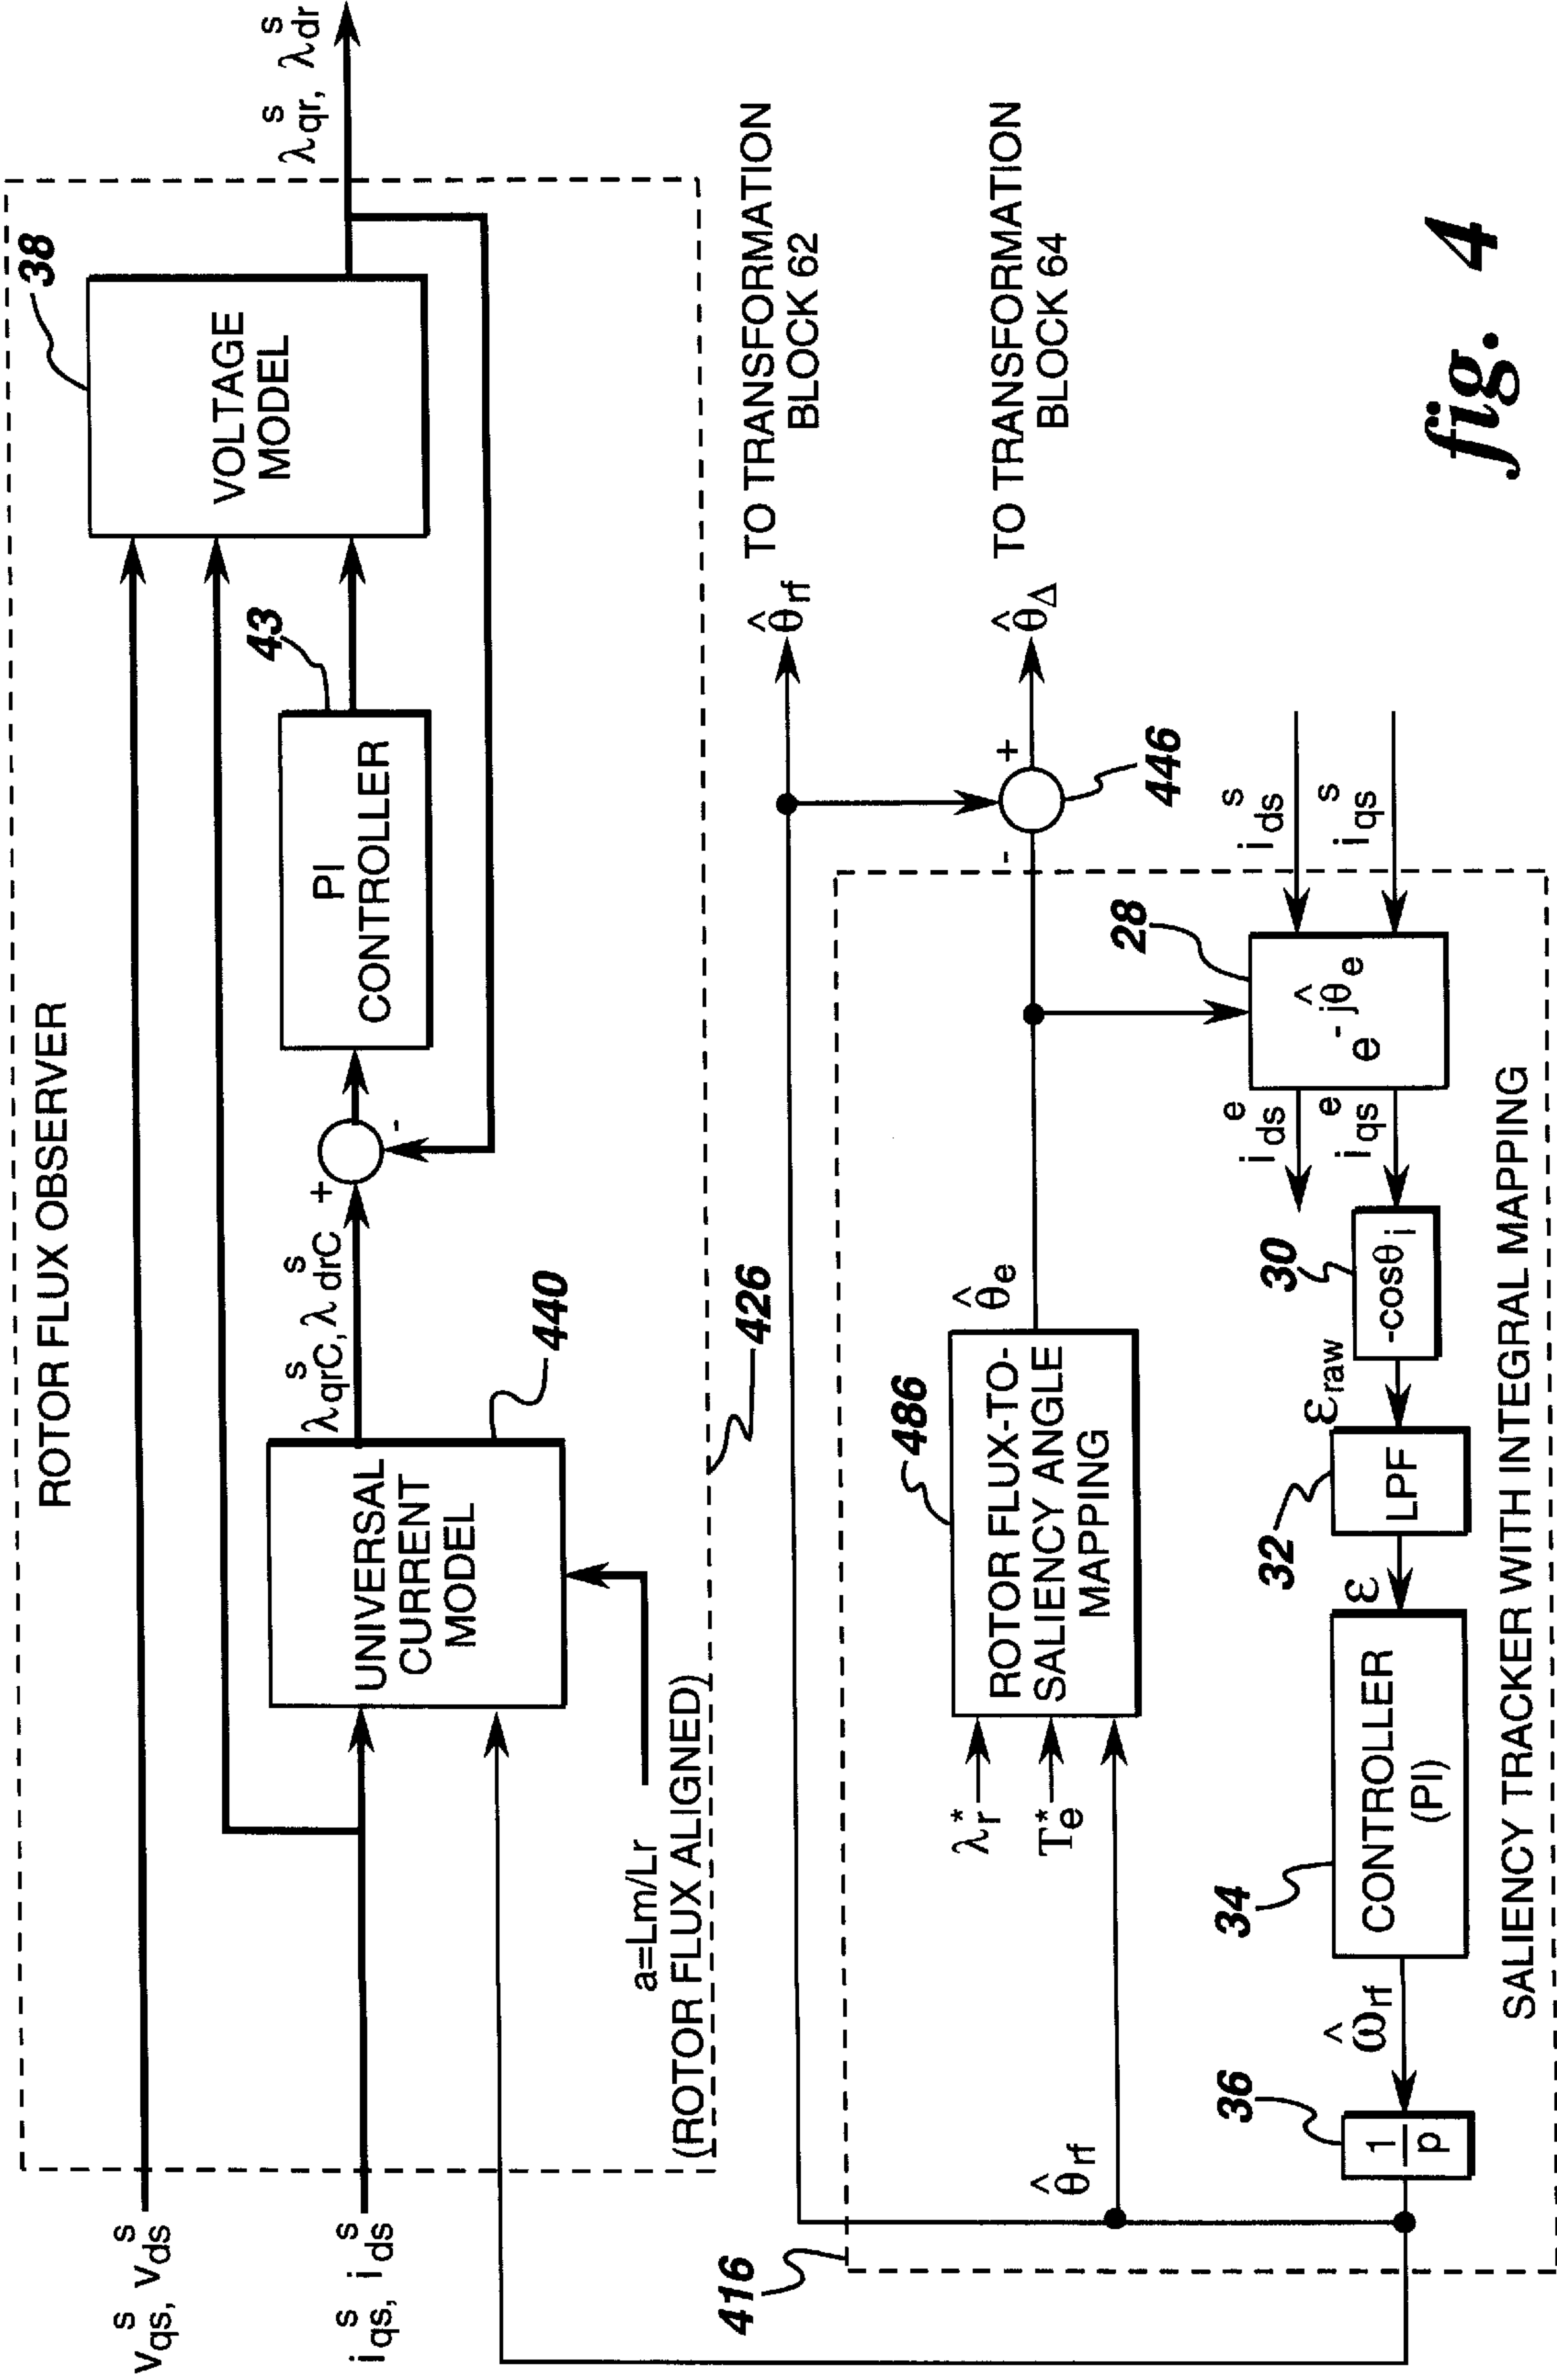 ROTOR FLUX OBSERVER
v^s_qs, v^s_ds
i^s_qs, i^s_ds
UNIVERSAL
CURRENT
MODEL
440
a=Lm/Lr
(ROTOR FLUX ALIGNED)
λ^s_qrC, λ^s_drC
+
-
PI
CONTROLLER
43
VOLTAGE
MODEL
38
λ^s_qr, λ^s_dr
426
θ̂_rf
TO TRANSFORMATION
BLOCK 62
θ̂_Δ
TO TRANSFORMATION
BLOCK 64
416
θ̂_rf
λ_r*
T_e*
ROTOR FLUX-TO-
SALIENCY ANGLE
MAPPING
486
θ̂_e
-
+
446
36
1
p
ω̂_rf
34
CONTROLLER
(PI)
ε
32
LPF
ε_raw
30
-cosθ_i
i^e_ds
i^e_qs
28
e^-jθ̂_e
i^s_ds
i^s_qs
SALIENCY TRACKER WITH INTEGRAL MAPPING
fig. 4